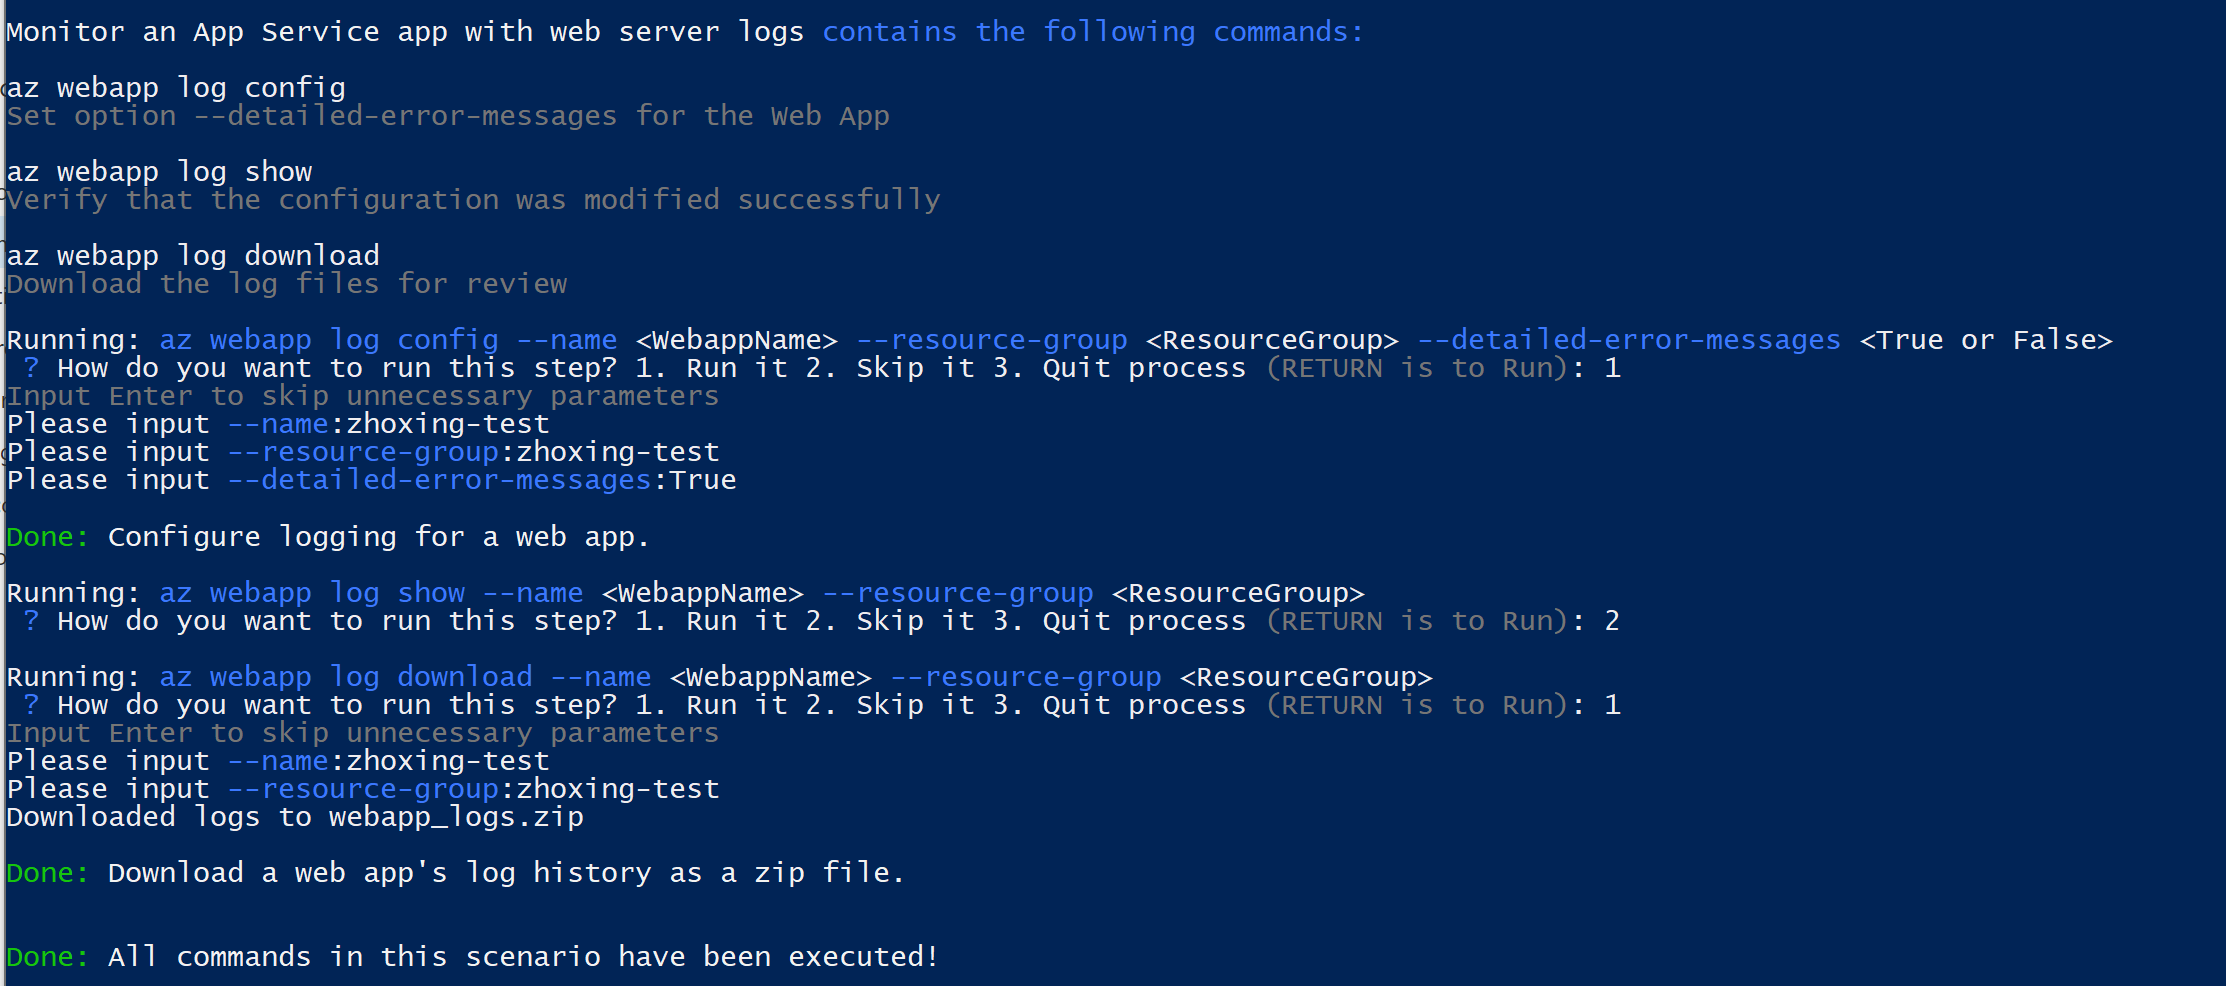 Monitor an App Service app with web server logs contains the following commands:
az webapp log config
Set option --detailed-error-messages for the Web App
az webapp log show
Verify that the configuration was modified successfully
az webapp log download
Download the log files for review
Running: az webapp log config --name <WebappName> --resource-group <ResourceGroup> --detailed-error-messages <True or False>
? How do you want to run this step? 1. Run it 2. Skip it 3. Quit process (RETURN is to Run): 1
Input Enter to skip unnecessary parameters
Please input --name:zhoxing-test
Please input --resource-group:zhoxing-test
Please input --detailed-error-messages:True
Done: Configure logging for a web app.
Running: az webapp log show --name <WebappName> --resource-group <ResourceGroup>
? How do you want to run this step? 1. Run it 2. Skip it 3. Quit process (RETURN is to Run): 2
Running: az webapp log download --name <WebappName> --resource-group <ResourceGroup>
? How do you want to run this step? 1. Run it 2. Skip it 3. Quit process (RETURN is to Run): 1
Input Enter to skip unnecessary parameters
Please input --name:zhoxing-test
Please input --resource-group:zhoxing-test
Downloaded logs to webapp_logs.zip
Done: Download a web app's log history as a zip file.
Done: All commands in this scenario have been executed!